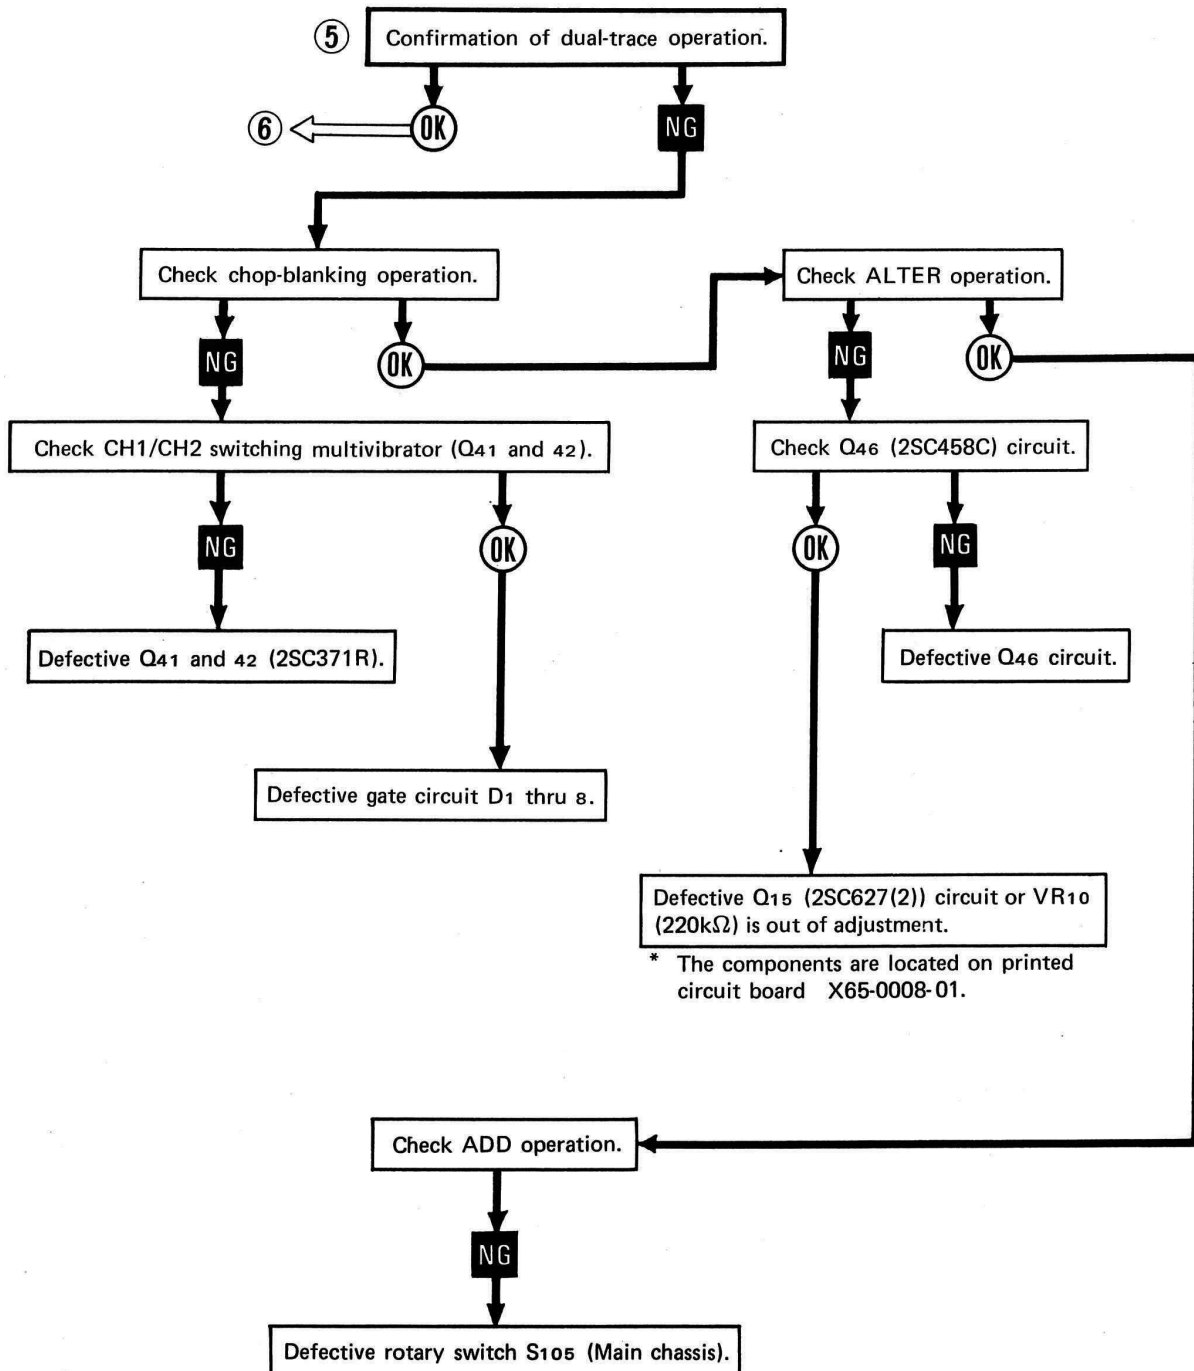 ⑤ Confirmation of dual-trace operation.
⑥ OK NG
Check chop-blanking operation. Check ALTER operation.
NG OK NG OK
Check CH1/CH2 switching multivibrator (Q41 and 42). Check Q46 (2SC458C) circuit.
NG OK OK NG
Defective Q41 and 42 (2SC371R). Defective Q46 circuit.
Defective gate circuit D1 thru 8.
Defective Q15 (2SC627(2)) circuit or VR10
(220kΩ) is out of adjustment.
* The components are located on printed
circuit board X65-0008-01.
Check ADD operation.
NG
Defective rotary switch S105 (Main chassis).